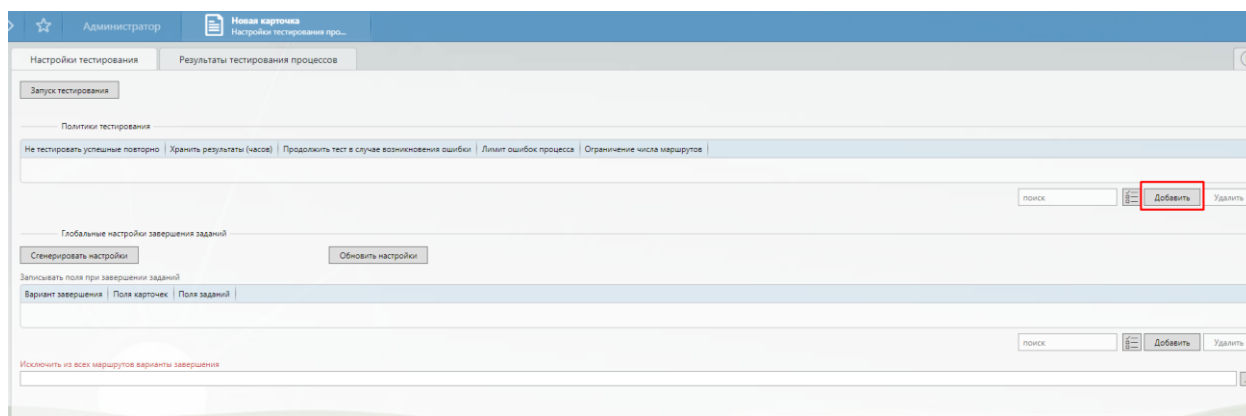 Администратор
Новая карточка
Настройки тестирования про...
Настройки тестирования Результаты тестирования процессов
Запуск тестирования
Политики тестирования
Не тестировать успешные повторно Хранить результаты (часов) Продолжить тест в случае возникновения ошибки Лимит ошибок процесса Ограничение числа маршрутов
поиск Добавить Удалить
Глобальные настройки завершения заданий
Сгенерировать настройки Обновить настройки
Записывать поля при завершении заданий
Вариант завершения Поля карточек Поля заданий
поиск Добавить Удалить
Исключить из всех маршрутов варианты завершения